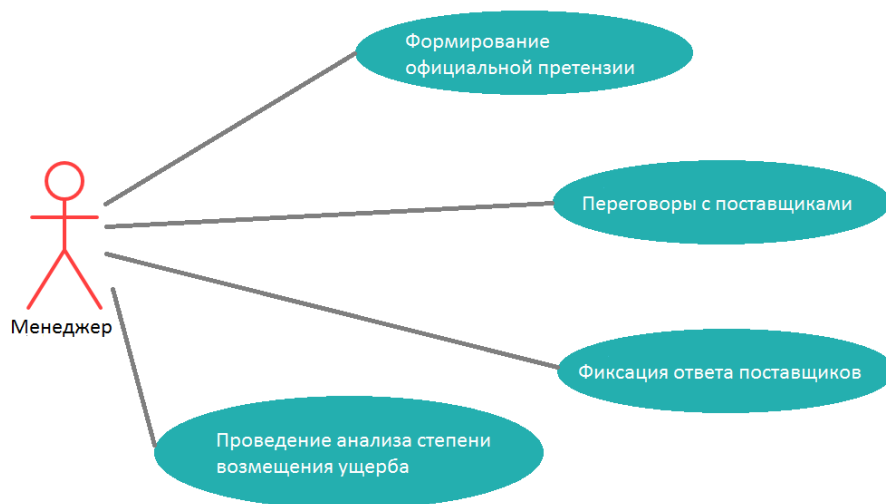 Формирование
официальной претензии
Переговоры с поставщиками
Менеджер
Фиксация ответа поставщиков
Проведение анализа степени
возмещения ущерба